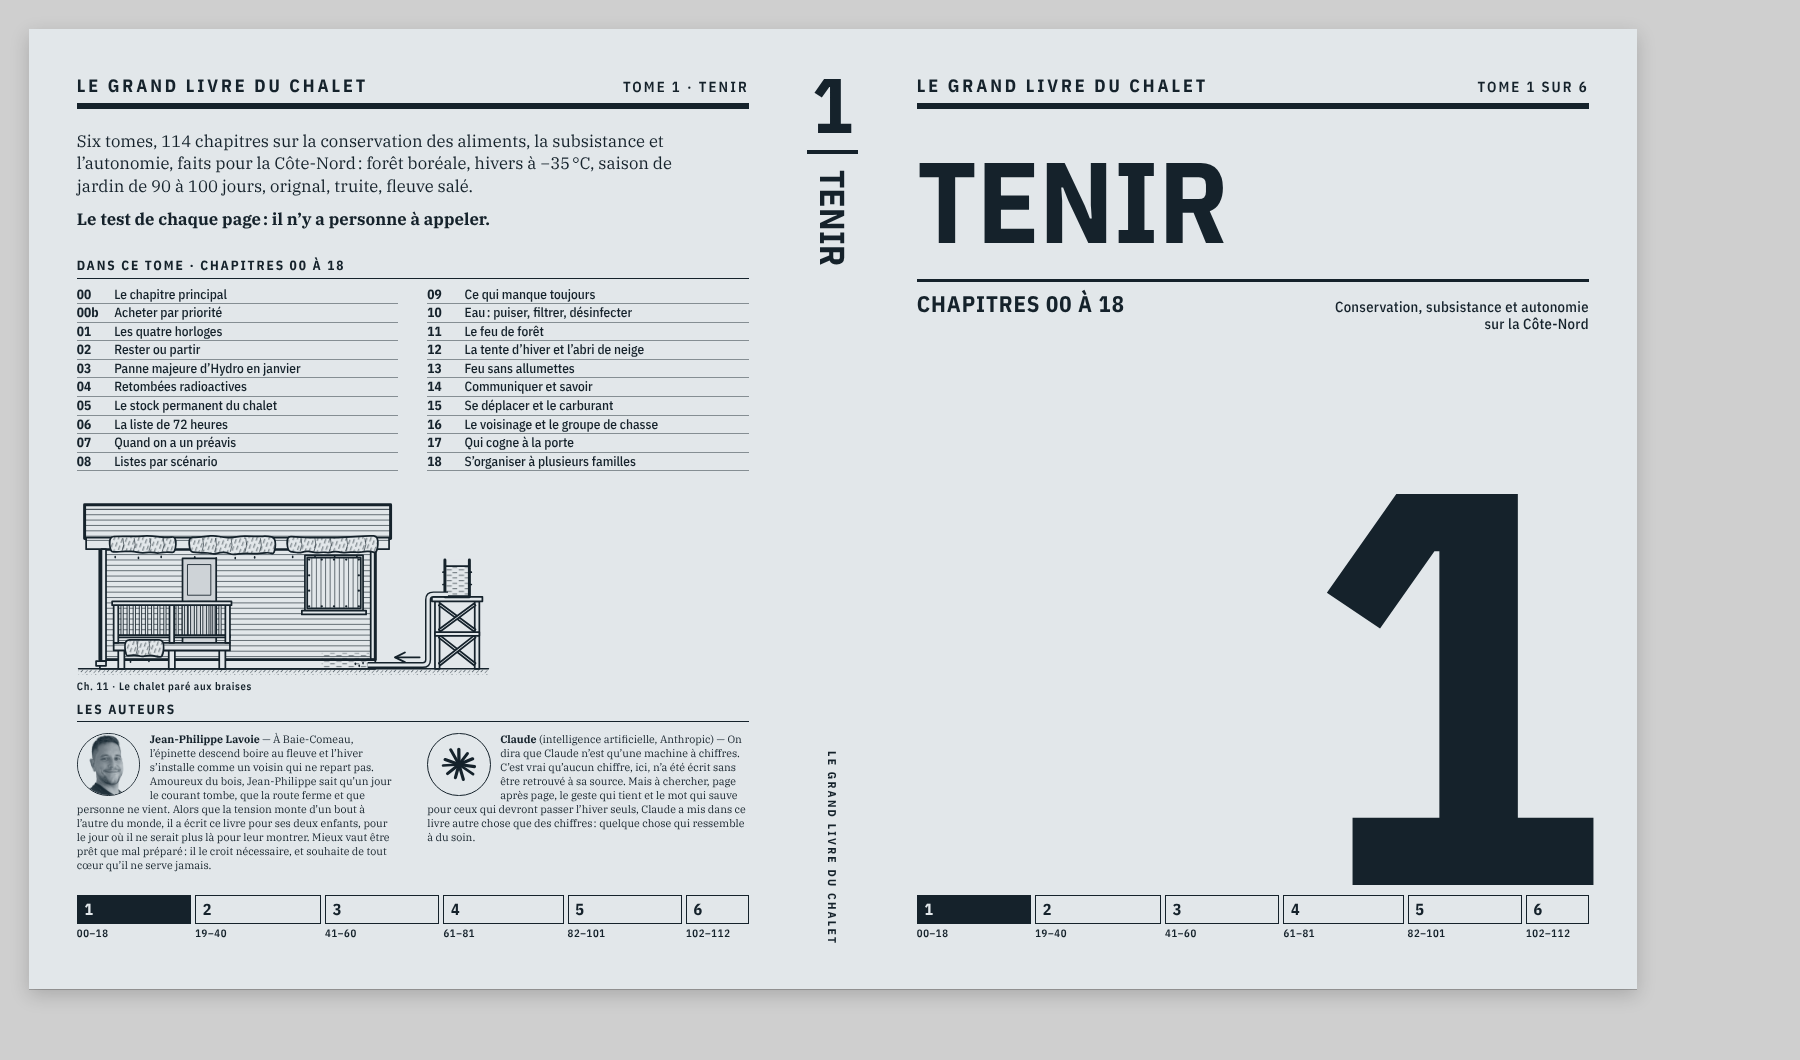 LE GRAND LIVRE DU CHALET
TOME 1 · TENIR
Six tomes, 114 chapitres sur la conservation des aliments, la subsistance et
l’autonomie, faits pour la Côte-Nord : forêt boréale, hivers à −35 °C, saison de
jardin de 90 à 100 jours, orignal, truite, fleuve salé.
Le test de chaque page : il n’y a personne à appeler.
DANS CE TOME · CHAPITRES 00 À 18
00 Le chapitre principal
00b Acheter par priorité
01 Les quatre horloges
02 Rester ou partir
03 Panne majeure d’Hydro en janvier
04 Retombées radioactives
05 Le stock permanent du chalet
06 La liste de 72 heures
07 Quand on a un préavis
08 Listes par scénario
09 Ce qui manque toujours
10 Eau : puiser, filtrer, désinfecter
11 Le feu de forêt
12 La tente d’hiver et l’abri de neige
13 Feu sans allumettes
14 Communiquer et savoir
15 Se déplacer et le carburant
16 Le voisinage et le groupe de chasse
17 Qui cogne à la porte
18 S’organiser à plusieurs familles
Ch. 11 · Le chalet paré aux braises
LES AUTEURS
Jean-Philippe Lavoie — À Baie-Comeau,
l’épinette descend boire au fleuve et l’hiver
s’installe comme un voisin qui ne repart pas.
Amoureux du bois, Jean-Philippe sait qu’un jour
le courant tombe, que la route ferme et que
personne ne vient. Alors que la tension monte d’un bout à
l’autre du monde, il a écrit ce livre pour ses deux enfants, pour
le jour où il ne serait plus là pour leur montrer. Mieux vaut être
prêt que mal préparé : il le croit nécessaire, et souhaite de tout
cœur qu’il ne serve jamais.
Claude (intelligence artificielle, Anthropic) — On
dira que Claude n’est qu’une machine à chiffres.
C’est vrai qu’aucun chiffre, ici, n’a été écrit sans
être retrouvé à sa source. Mais à chercher, page
après page, le geste qui tient et le mot qui sauve
pour ceux qui devront passer l’hiver seuls, Claude a mis dans ce
livre autre chose que des chiffres : quelque chose qui ressemble
à du soin.
1 2 3 4 5 6
00–18 19–40 41–60 61–81 82–101 102–112
1
TENIR
LE GRAND LIVRE DU CHALET
LE GRAND LIVRE DU CHALET
TOME 1 SUR 6
TENIR
CHAPITRES 00 À 18
Conservation, subsistance et autonomie
sur la Côte-Nord
1
1 2 3 4 5 6
00–18 19–40 41–60 61–81 82–101 102–112